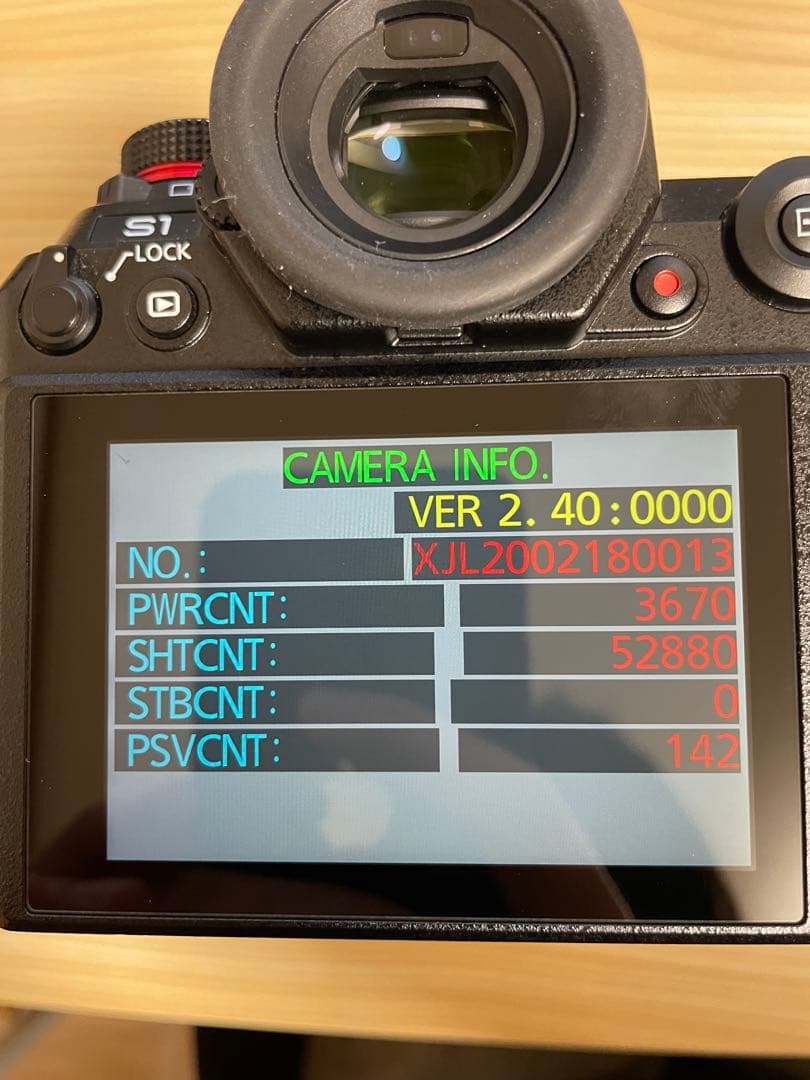 S1
LOCK
CAMERA INFO.
VER 2. 40:0000
NO.: XJL2002180013
PWRCNT: 3670
SHTCNT: 52880
STBCNT: 0
PSVCNT: 142